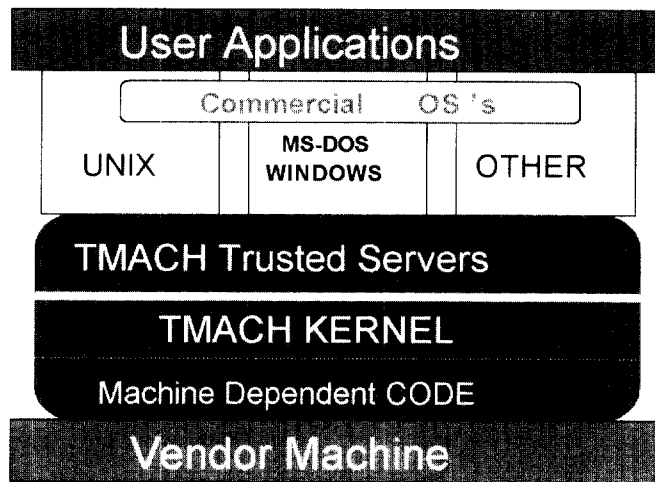 User Applications
Commercial OS's
UNIX
MS-DOS
WINDOWS
OTHER
TMACH Trusted Servers
TMACH KERNEL
Machine Dependent CODE
Vendor Machine